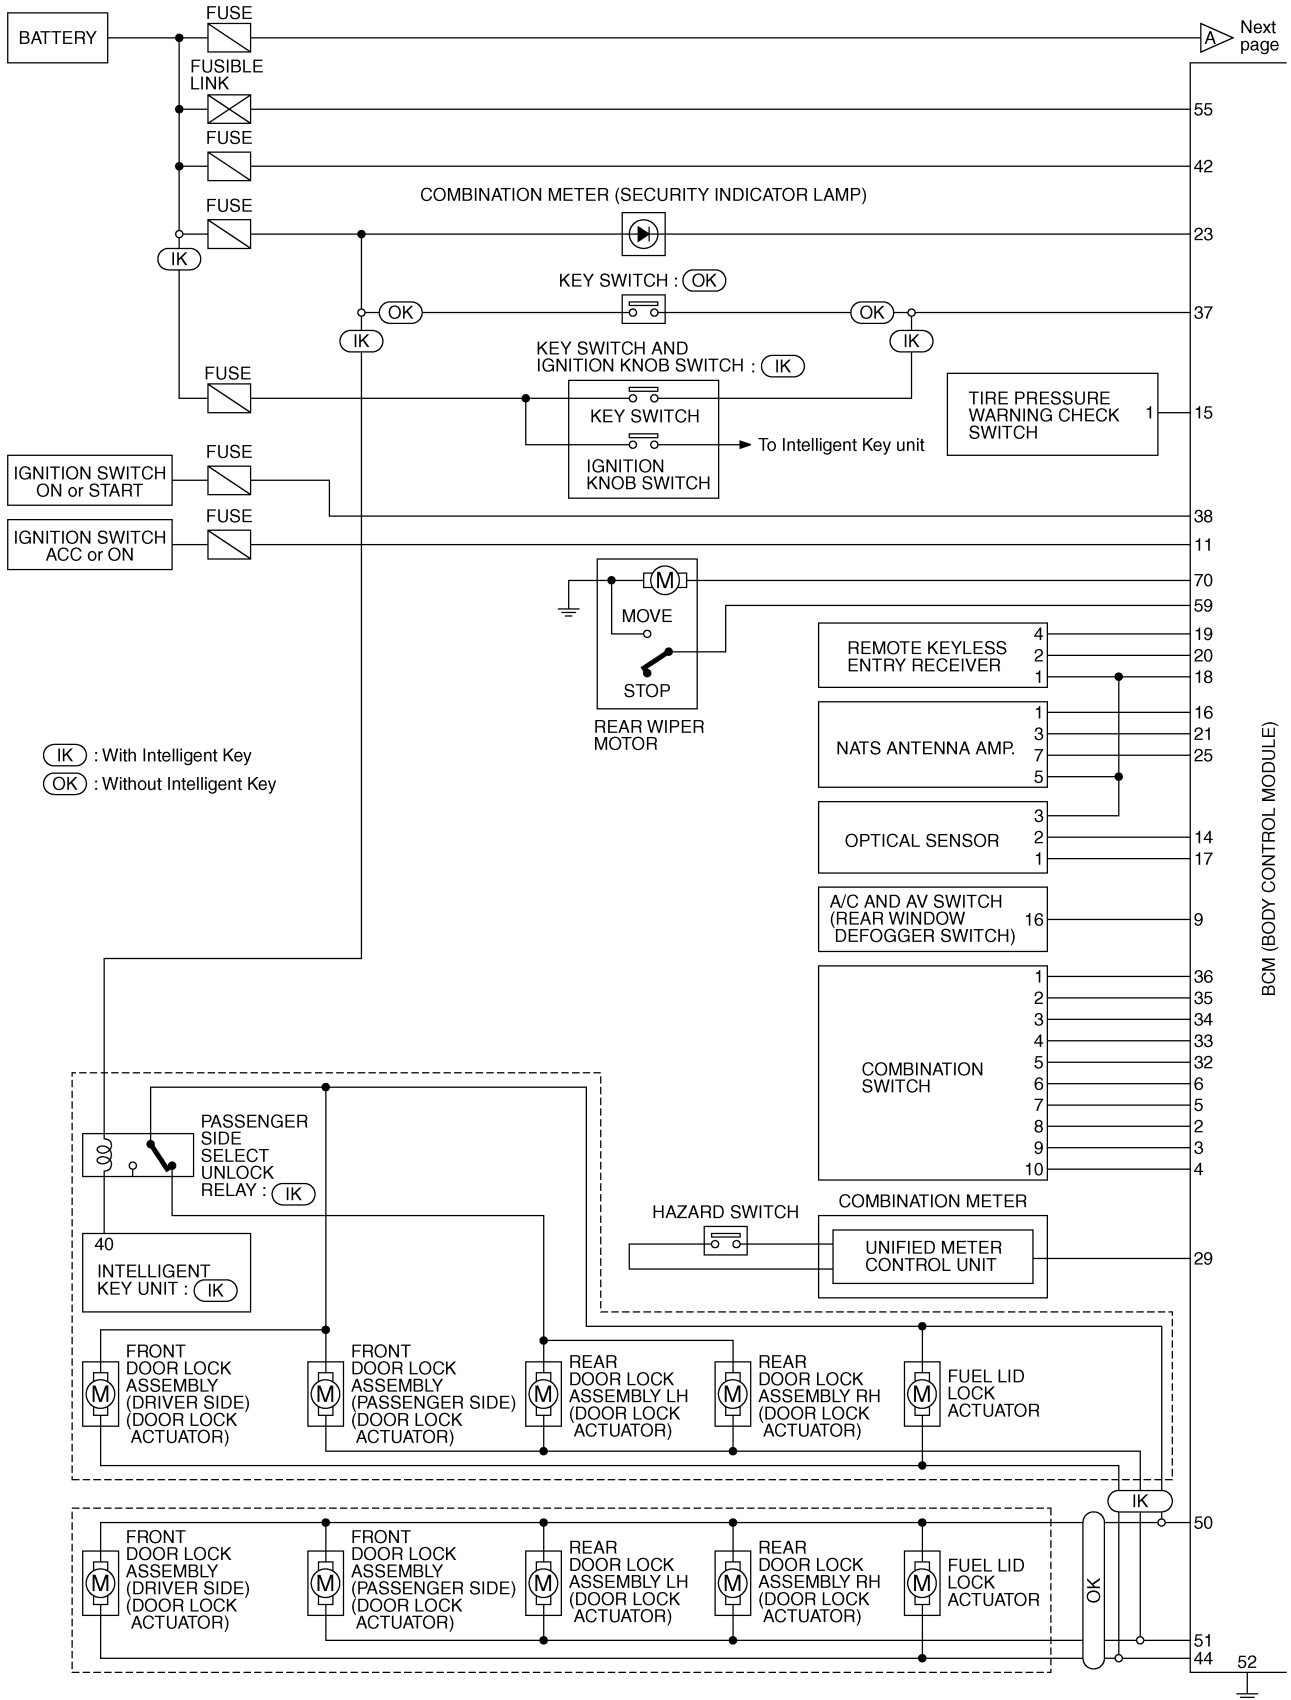 FUSE
BATTERY
A
Next
page
FUSIBLE
LINK
55
FUSE
42
COMBINATION METER (SECURITY INDICATOR LAMP)
FUSE
23
IK
KEY SWITCH : OK
OK
OK
37
IK
IK
KEY SWITCH AND
IGNITION KNOB SWITCH : IK
FUSE
KEY SWITCH
To Intelligent Key unit
IGNITION
KNOB SWITCH
TIRE PRESSURE
WARNING CHECK
SWITCH
1
15
FUSE
IGNITION SWITCH
ON or START
38
FUSE
IGNITION SWITCH
ACC or ON
11
M
70
59
MOVE
STOP
REAR WIPER
MOTOR
REMOTE KEYLESS
ENTRY RECEIVER
4 19
2 20
1 18
NATS ANTENNA AMP.
1 16
3 21
7 25
5
IK : With Intelligent Key
OK : Without Intelligent Key
OPTICAL SENSOR
3
2 14
1 17
A/C AND AV SWITCH
(REAR WINDOW
DEFOGGER SWITCH)
16 9
BCM (BODY CONTROL MODULE)
COMBINATION
SWITCH
1 36
2 35
3 34
4 33
5 32
6 6
7 5
8 2
9 3
10 4
PASSENGER
SIDE
SELECT
UNLOCK
RELAY : IK
40
INTELLIGENT
KEY UNIT : IK
HAZARD SWITCH
COMBINATION METER
UNIFIED METER
CONTROL UNIT
29
M
FRONT
DOOR LOCK
ASSEMBLY
(DRIVER SIDE)
(DOOR LOCK
ACTUATOR)
M
FRONT
DOOR LOCK
ASSEMBLY
(PASSENGER SIDE)
(DOOR LOCK
ACTUATOR)
M
REAR
DOOR LOCK
ASSEMBLY LH
(DOOR LOCK
ACTUATOR)
M
REAR
DOOR LOCK
ASSEMBLY RH
(DOOR LOCK
ACTUATOR)
M
FUEL LID
LOCK
ACTUATOR
IK
50
M
FRONT
DOOR LOCK
ASSEMBLY
(DRIVER SIDE)
(DOOR LOCK
ACTUATOR)
M
FRONT
DOOR LOCK
ASSEMBLY
(PASSENGER SIDE)
(DOOR LOCK
ACTUATOR)
M
REAR
DOOR LOCK
ASSEMBLY LH
(DOOR LOCK
ACTUATOR)
M
REAR
DOOR LOCK
ASSEMBLY RH
(DOOR LOCK
ACTUATOR)
M
FUEL LID
LOCK
ACTUATOR
OK
51
44
52